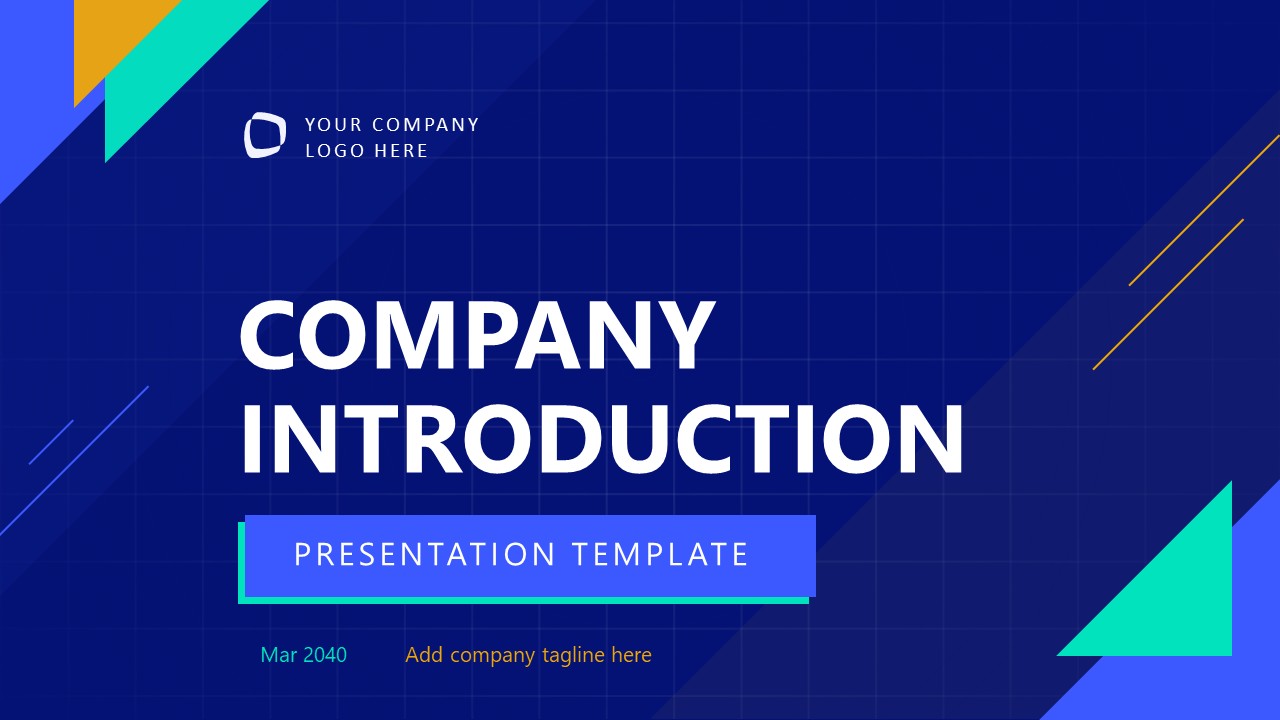 YOUR COMPANY
LOGO HERE
COMPANY
INTRODUCTION
PRESENTATION TEMPLATE
Mar 2040
Add company tagline here